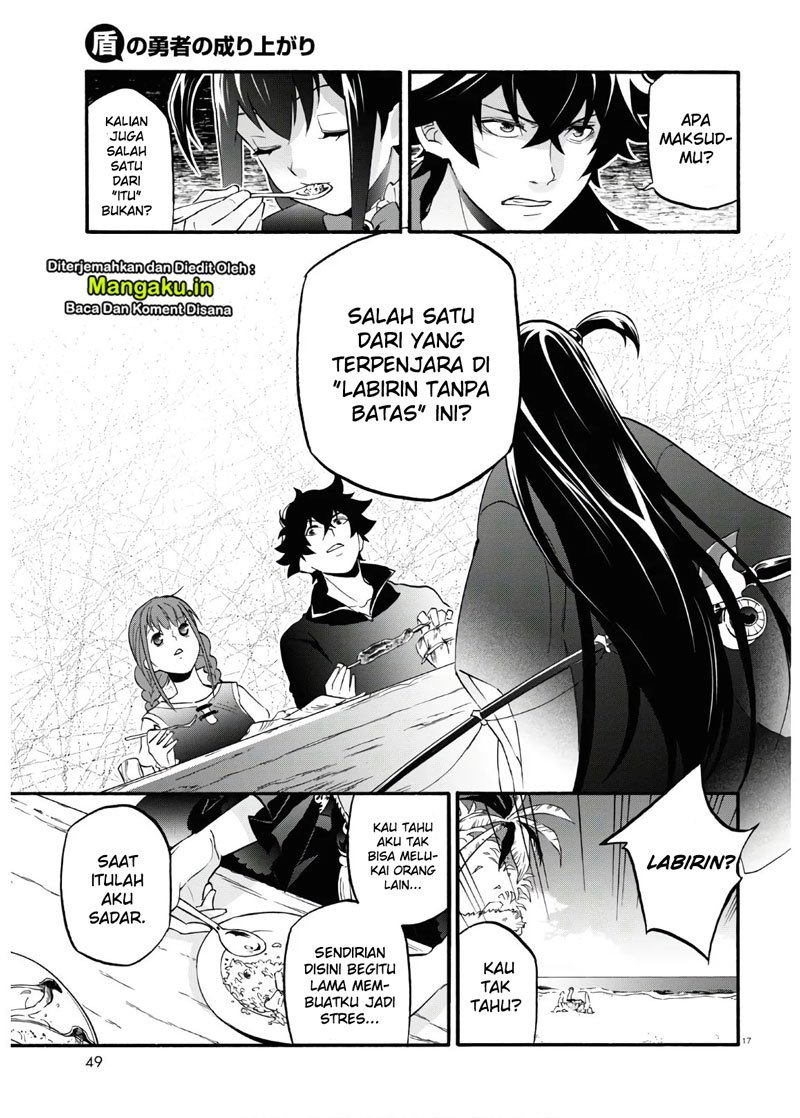 盾の勇者の成り上がり
APA
MAKSUD-
MU?
KALIAN
JUGA
SALAH
SATU
DARI
"ITU"
BUKAN?
Diterjemahkan dan Diedit Oleh :
Mangaku.in
Baca Dan Koment Disana
SALAH SATU
DARI YANG
TERPENJARA DI
"LABIRIN TANPA
BATAS" INI?
LABIRIN?
KAU
TAK
TAHU?
KAU TAHU
AKU TAK
BISA MELU-
KAI ORANG
LAIN...
SENDIRIAN
DISINI BEGITU
LAMA MEM-
BUATKU JADI
STRES...
SAAT
ITULAH
AKU
SADAR.
17
49